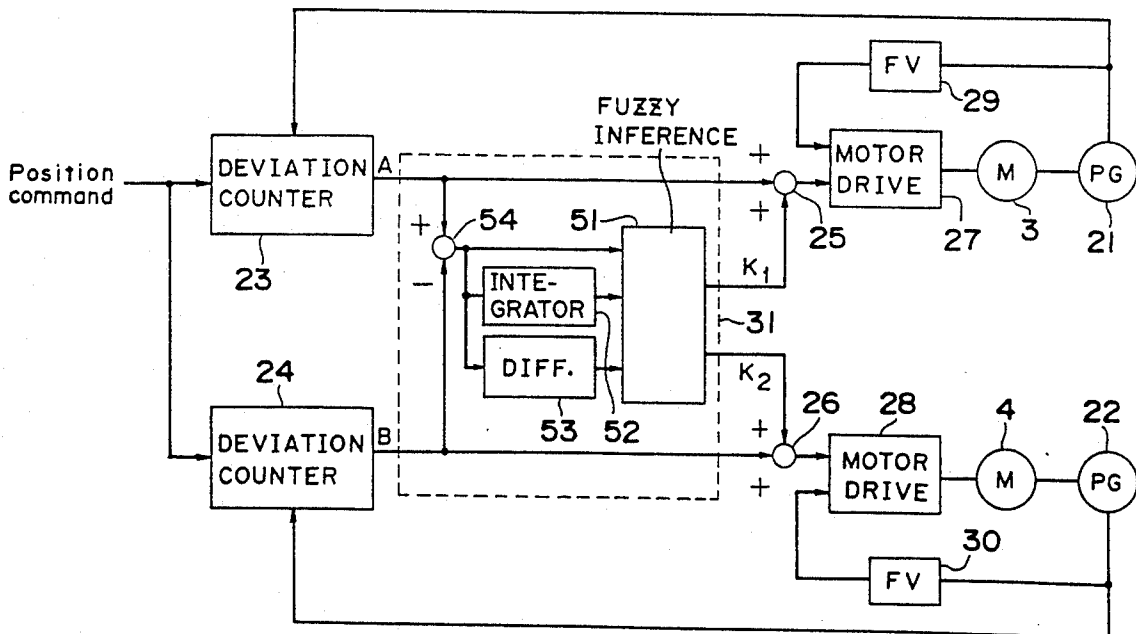 FV
29
FUZZY
INFERENCE
Position
command
DEVIATION
COUNTER
23
A
+
54
−
51
INTE-
GRATOR
DIFF.
53
52
K1
31
K2
+
+
25
MOTOR
DRIVE
27
M
3
PG
21
24
DEVIATION
COUNTER
B
+
+
26
28
MOTOR
DRIVE
4
M
22
PG
30
FV